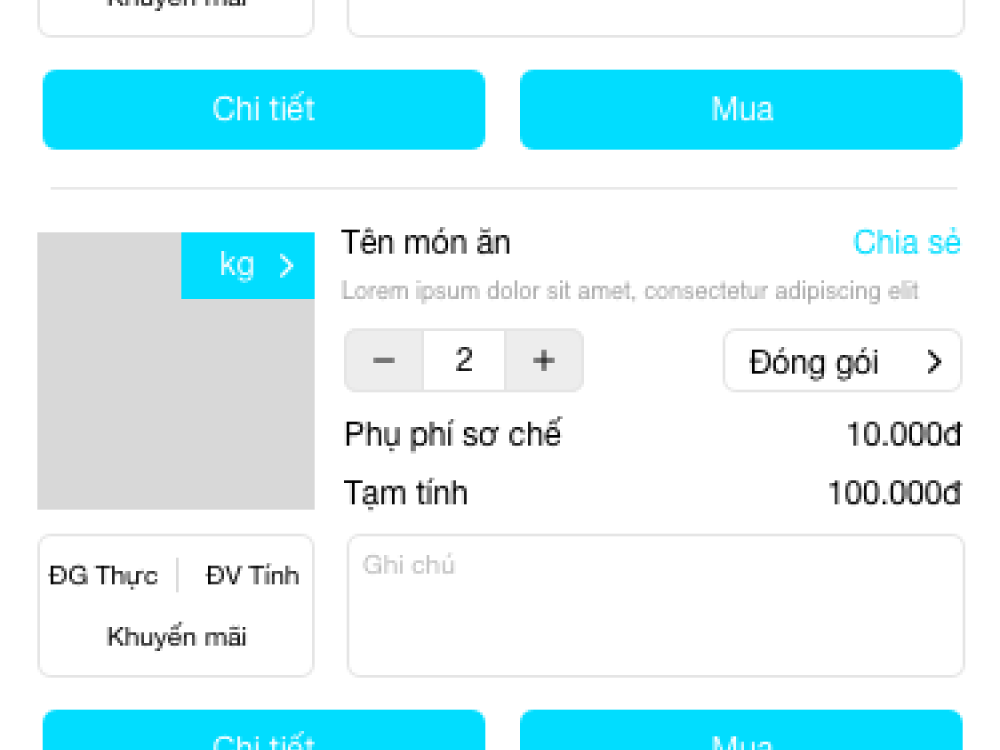 Khuyến mãi
Chi tiết
Mua
kg
Tên món ăn
Chia sẻ
Lorem ipsum dolor sit amet, consectetur adipiscing elit
− 2 +
Đóng gói
Phụ phí sơ chế
10.000đ
Tạm tính
100.000đ
ĐG Thực
ĐV Tính
Khuyến mãi
Ghi chú
Chi tiết
Mua